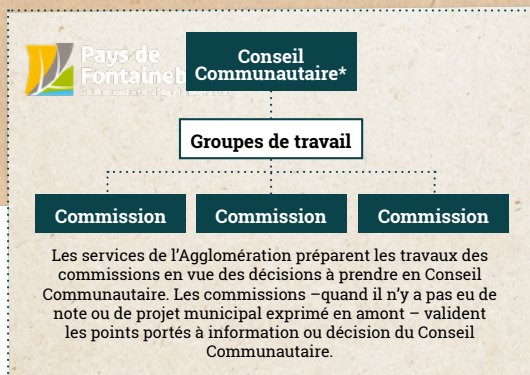 Pays de
Fontaineb
Conseil
Communautaire*
Groupes de travail
Commission Commission Commission
Les services de l’Agglomération préparent les travaux des
commissions en vue des décisions à prendre en Conseil
Communautaire. Les commissions –quand il n’y a pas eu de
note ou de projet municipal exprimé en amont – valident
les points portés à information ou décision du Conseil
Communautaire.